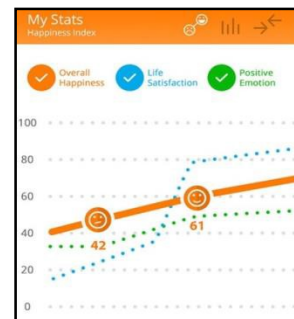 My Stats
Happiness Index
Overall
Happiness
Life
Satisfaction
Positive
Emotion
100
80
60
40
20
0
42
61